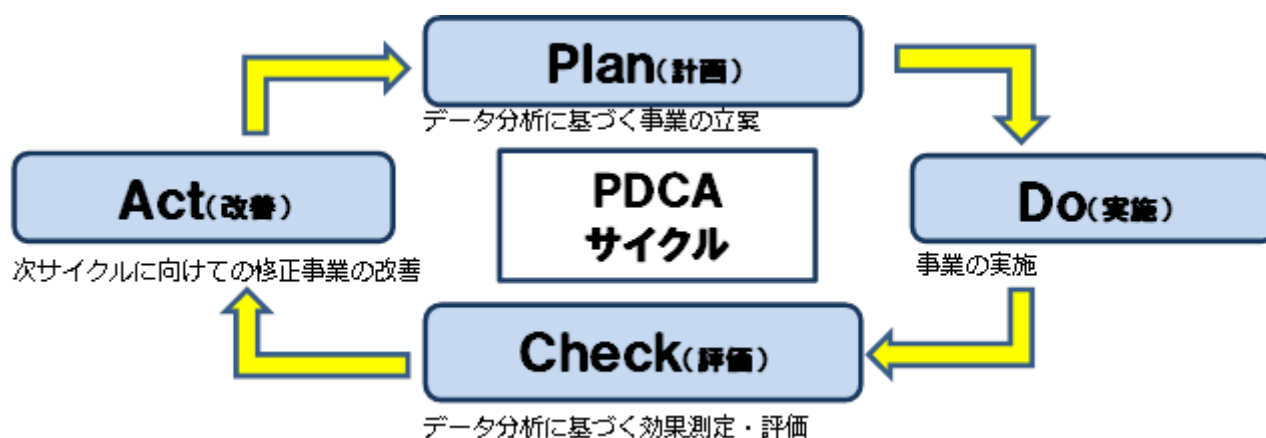 Plan(計画)
データ分析に基づく事業の立案
Act(改善)
次サイクルに向けての修正事業の改善
PDCA
サイクル
Do(実施)
事業の実施
Check(評価)
データ分析に基づく効果測定・評価